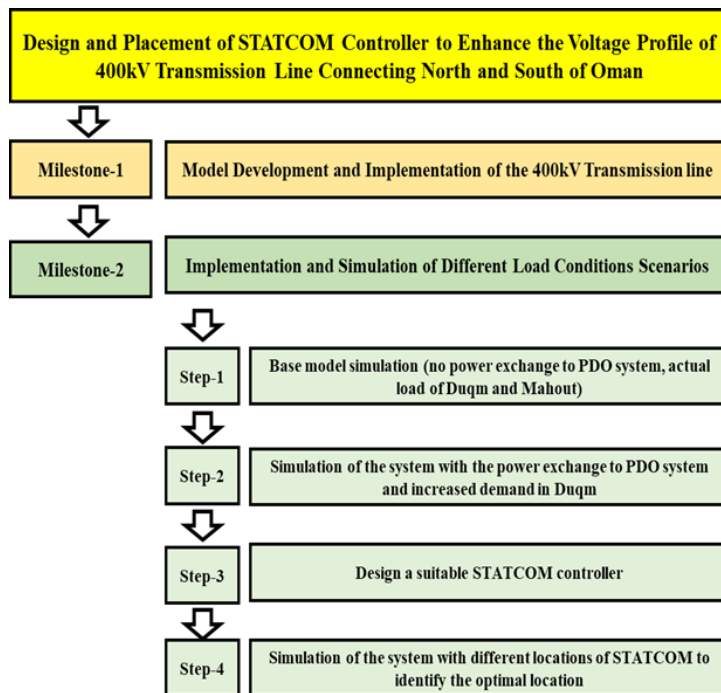 Design and Placement of STATCOM Controller to Enhance the Voltage Profile of
400kV Transmission Line Connecting North and South of Oman
Milestone-1
Model Development and Implementation of the 400kV Transmission line
Milestone-2
Implementation and Simulation of Different Load Conditions Scenarios
Step-1
Base model simulation (no power exchange to PDO system, actual
load of Duqm and Mahout)
Step-2
Simulation of the system with the power exchange to PDO system
and increased demand in Duqm
Step-3
Design a suitable STATCOM controller
Step-4
Simulation of the system with different locations of STATCOM to
identify the optimal location